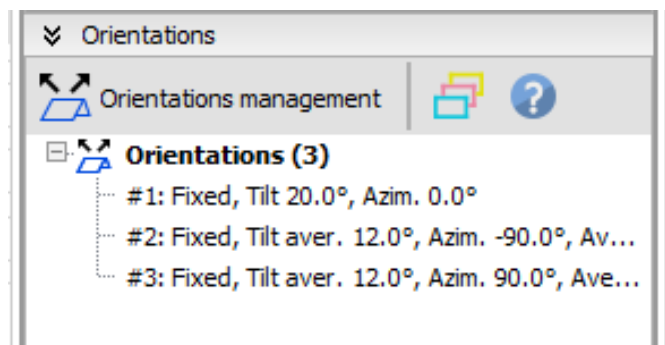 Orientations
Orientations management
Orientations (3)
#1: Fixed, Tilt 20.0°, Azim. 0.0°
#2: Fixed, Tilt aver. 12.0°, Azim. -90.0°, Av...
#3: Fixed, Tilt aver. 12.0°, Azim. 90.0°, Ave...